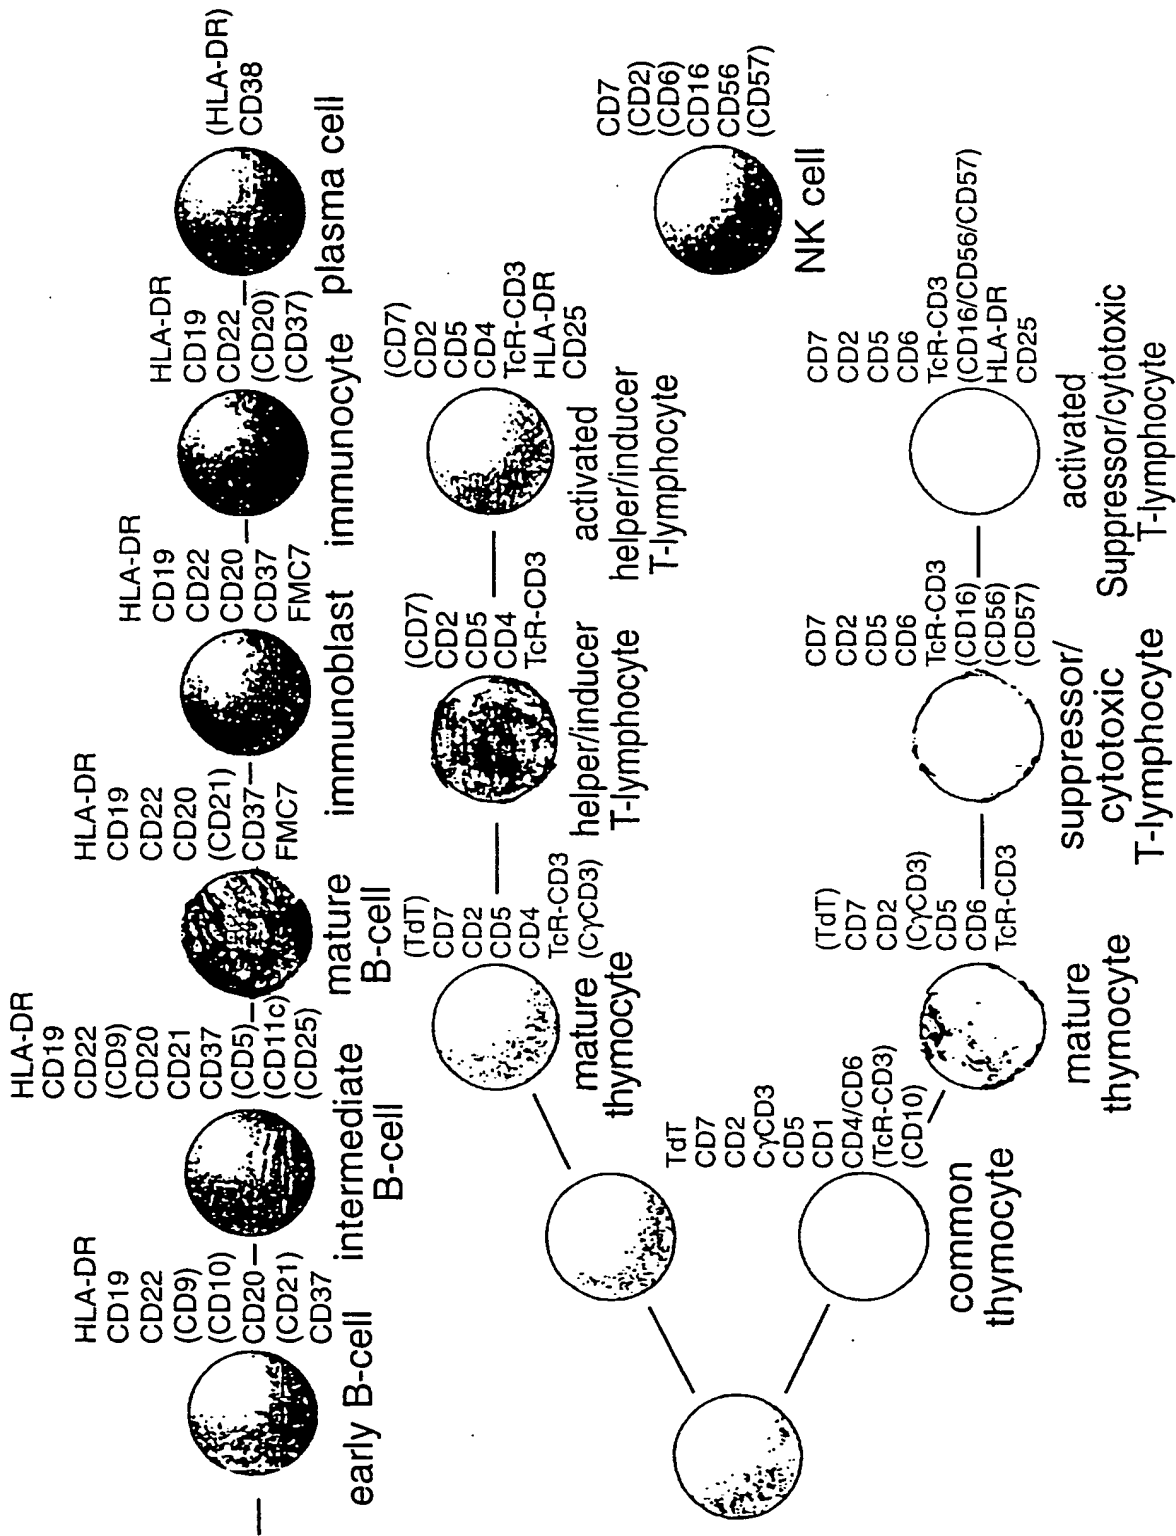 HLA-DR
CD19
CD22
(CD9)
(CD10)
CD20
(CD21)
CD37
early B-cell
HLA-DR
CD19
CD22
(CD9)
CD20
CD21
CD37
(CD5)
(CD11c)
(CD25)
intermediate
B-cell
HLA-DR
CD19
CD22
CD20
(CD21)
CD37
FMC7
mature
B-cell
HLA-DR
CD19
CD22
CD20
CD37
FMC7
immunoblast
HLA-DR
CD19
CD22
(CD20)
(CD37)
immunocyte
(HLA-DR)
CD38
plasma cell
TdT
CD7
CD2
CγCD3
CD5
CD1
CD4/CD6
(TcR-CD3)
(CD10)
common
thymocyte
(TdT)
CD7
CD2
CD5
CD4
TcR-CD3
(CγCD3)
mature
thymocyte
(CD7)
CD2
CD5
CD4
TcR-CD3
helper/inducer
T-lymphocyte
(CD7)
CD2
CD5
CD4
TcR-CD3
HLA-DR
CD25
activated
helper/inducer
T-lymphocyte
CD7
(CD2)
(CD6)
CD16
CD56
(CD57)
NK cell
(TdT)
CD7
CD2
(CγCD3)
CD5
CD6
TcR-CD3
mature
thymocyte
CD7
CD2
CD5
CD6
TcR-CD3
(CD16)
(CD56)
(CD57)
suppressor/
cytotoxic
T-lymphocyte
CD7
CD2
CD5
CD6
TcR-CD3
(CD16/CD56/CD57)
HLA-DR
CD25
activated
Suppressor/cytotoxic
T-lymphocyte